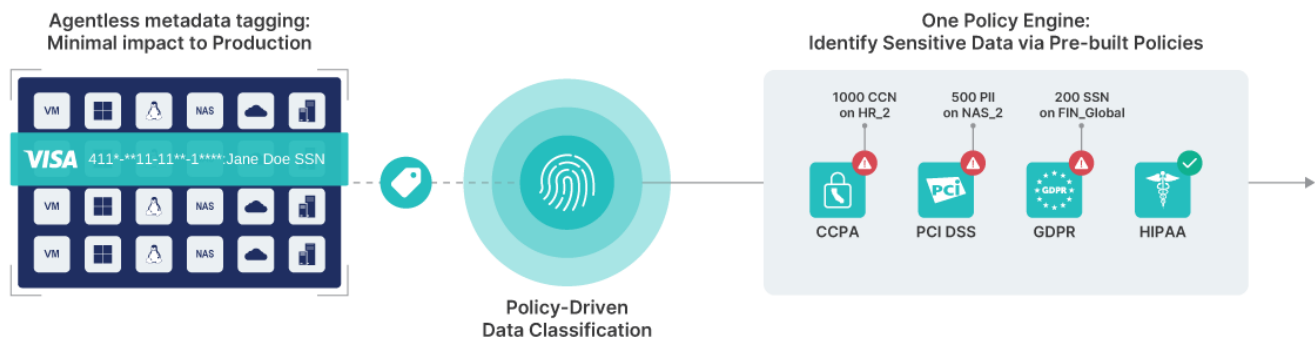 Agentless metadata tagging:
Minimal impact to Production
VM NAS
VISA 411*-**11-11**-1****:Jane Doe SSN
VM NAS
VM NAS
Policy-Driven
Data Classification
One Policy Engine:
Identify Sensitive Data via Pre-built Policies
1000 CCN
on HR_2
500 PII
on NAS_2
200 SSN
on FIN_Global
PCi
GDPR
CCPA
PCI DSS
GDPR
HIPAA